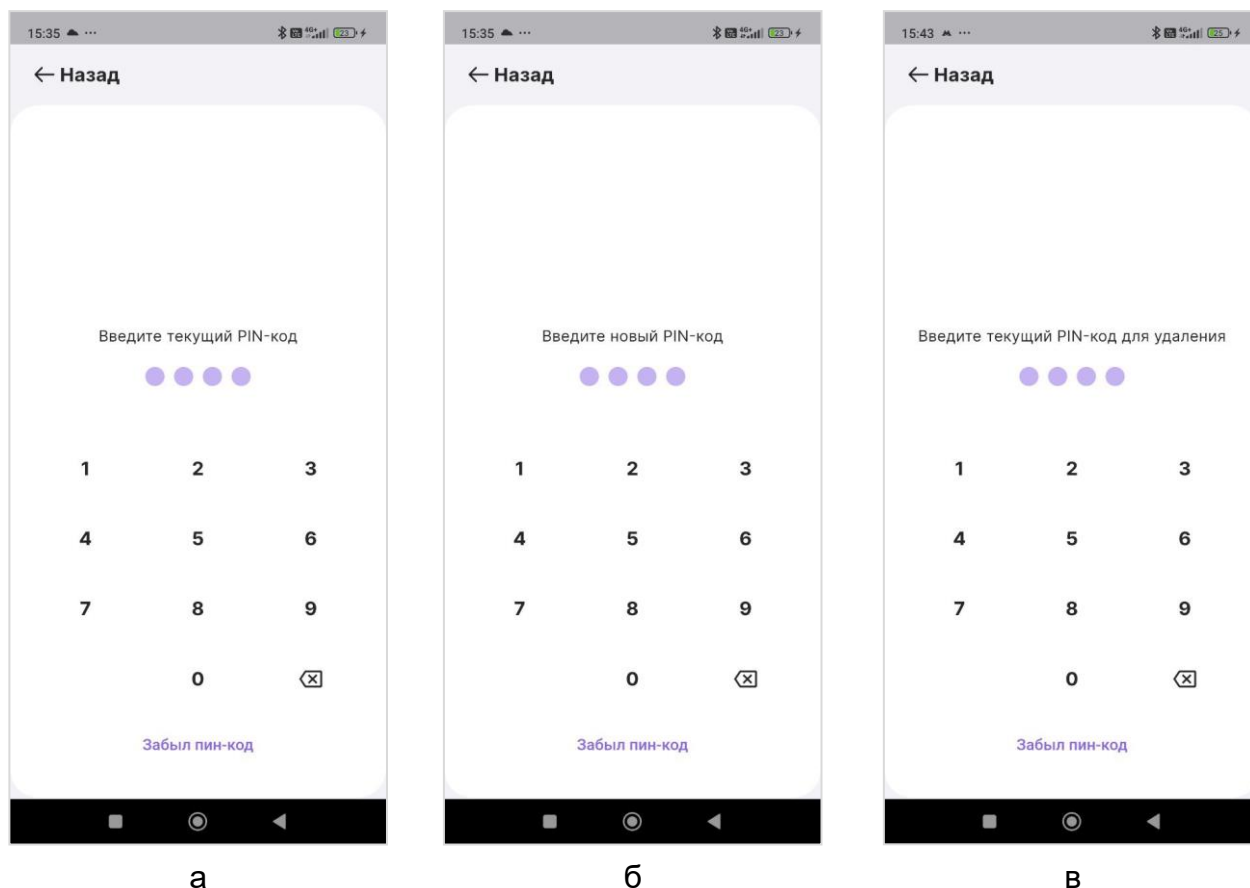 15:35 ...
23
← Назад
Введите текущий PIN-код
1 2 3
4 5 6
7 8 9
0
Забыл пин-код
а
15:35 ...
23
← Назад
Введите новый PIN-код
1 2 3
4 5 6
7 8 9
0
Забыл пин-код
б
15:43 ...
25
← Назад
Введите текущий PIN-код для удаления
1 2 3
4 5 6
7 8 9
0
Забыл пин-код
в